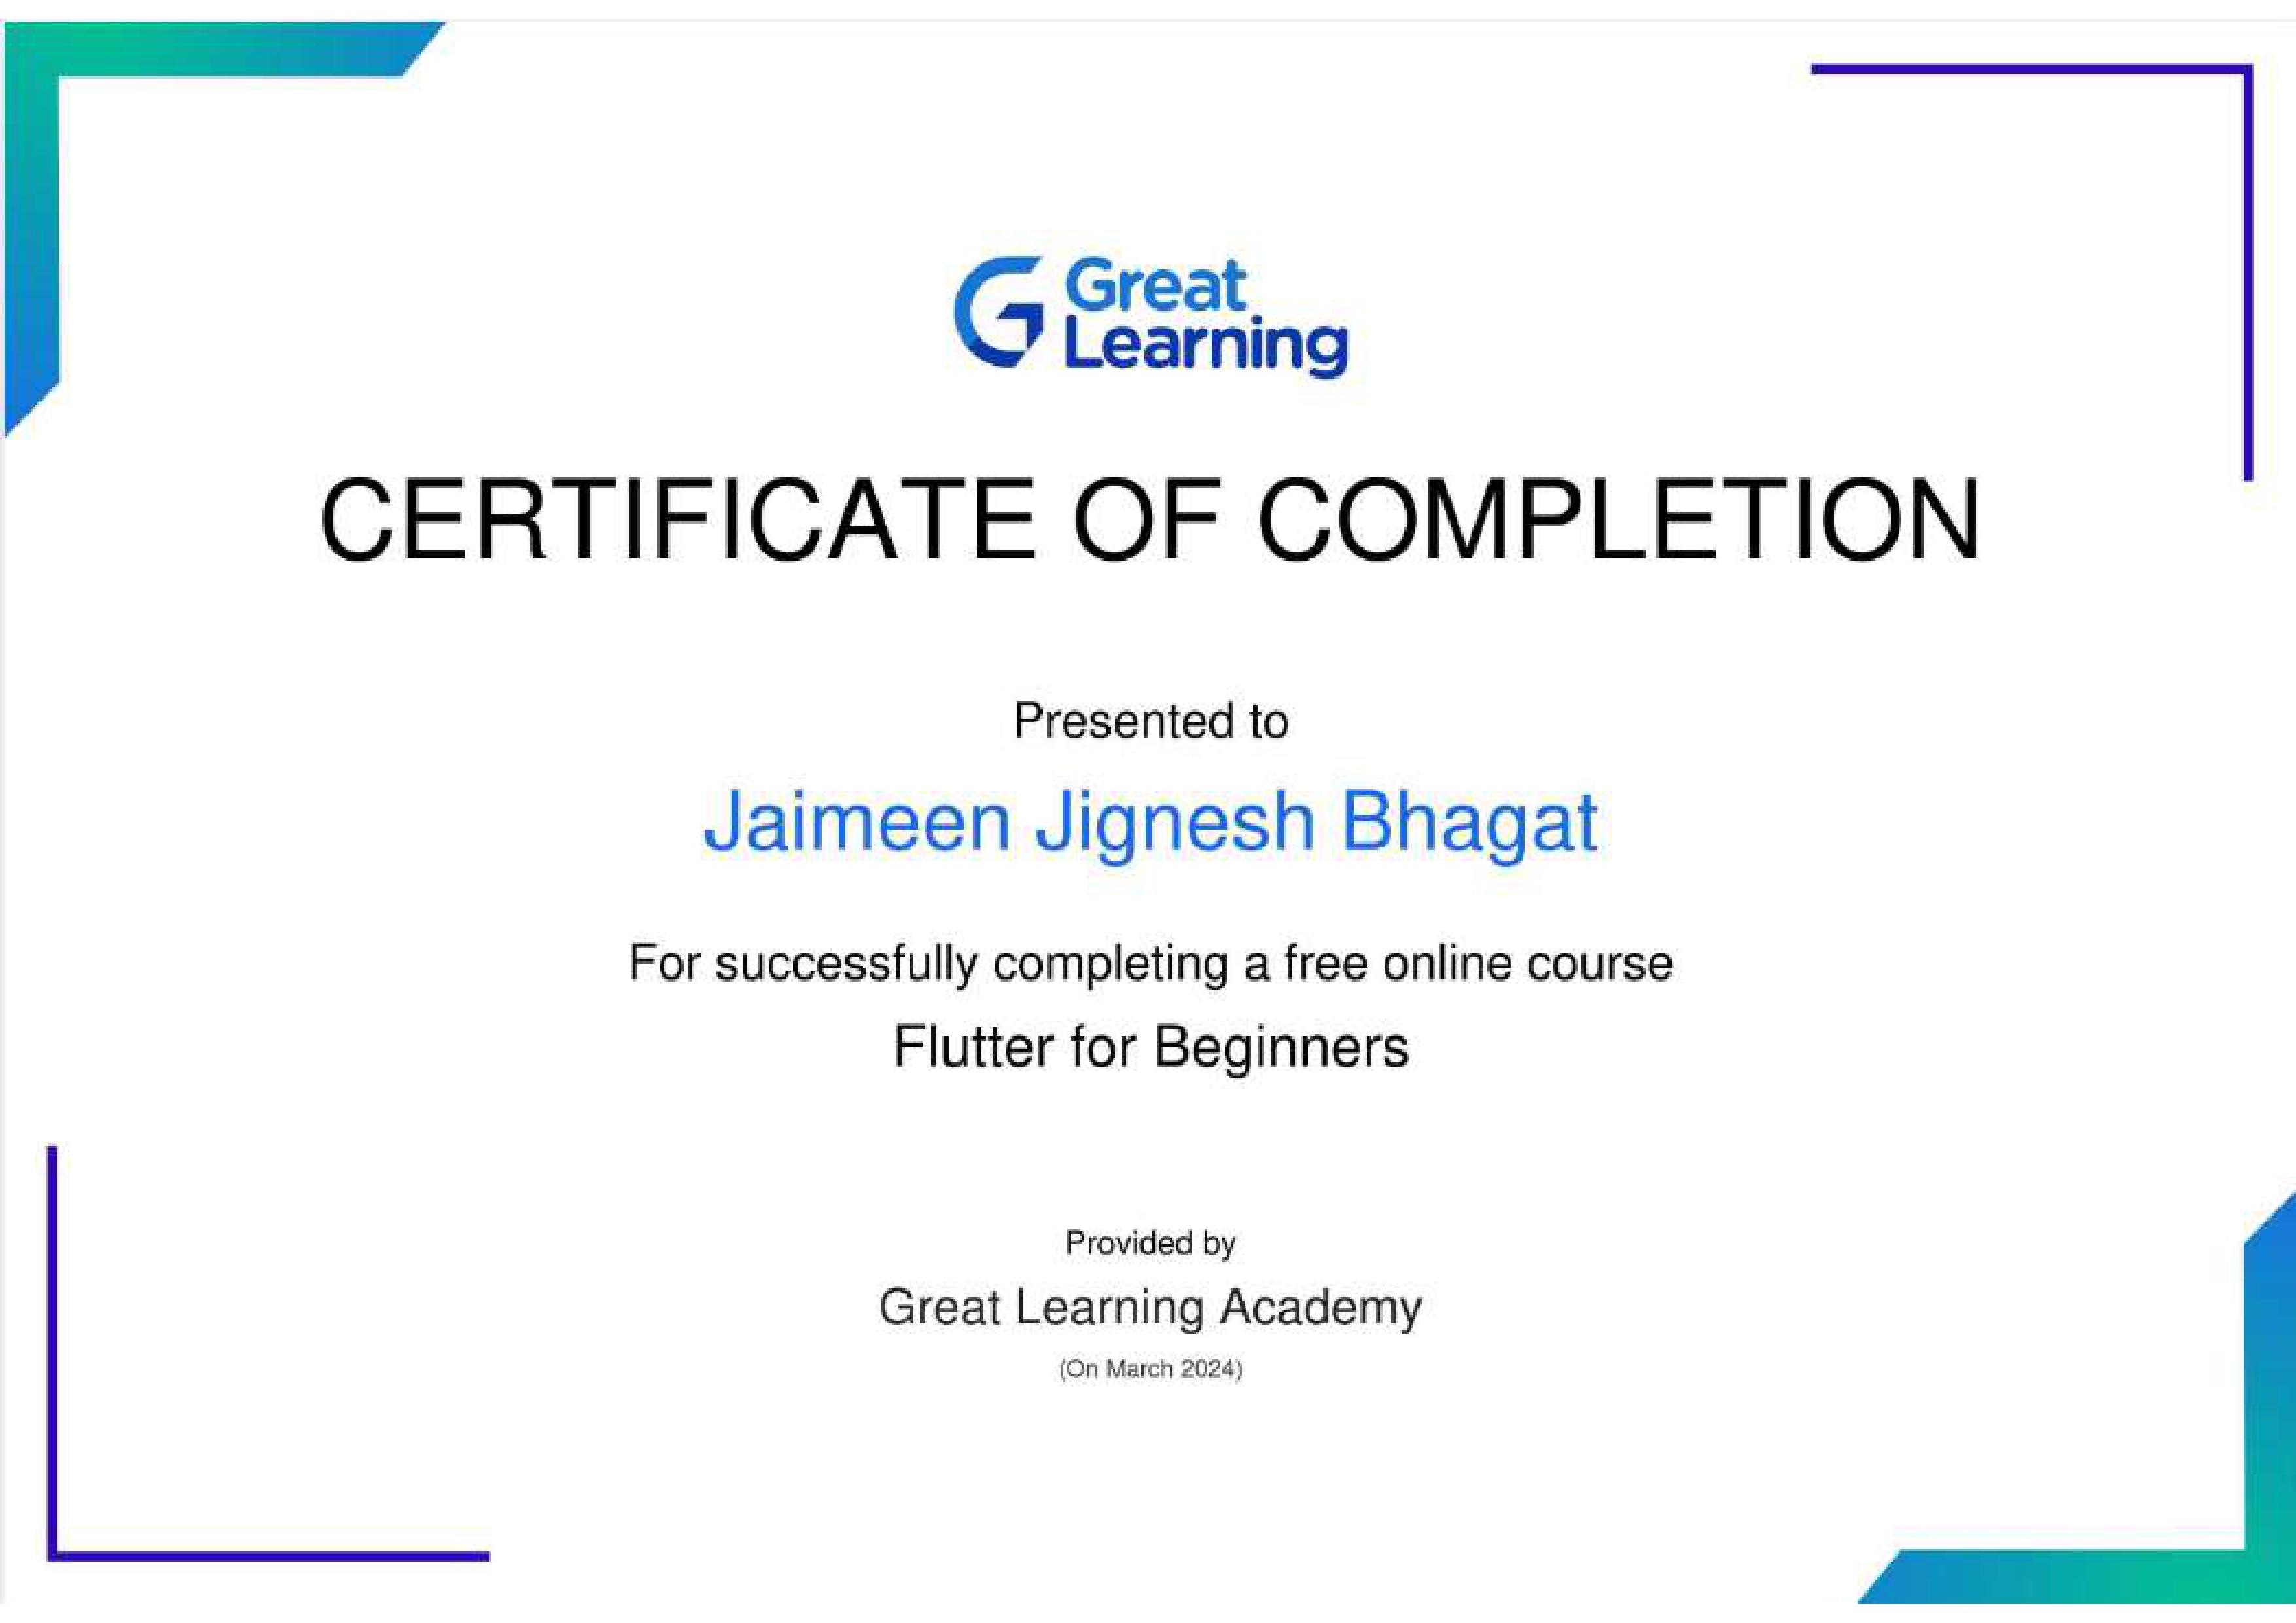 Great
Learning
CERTIFICATE OF COMPLETION
Presented to
Jaimeen Jignesh Bhagat
For successfully completing a free online course
Flutter for Beginners
Provided by
Great Learning Academy
(On March 2024)